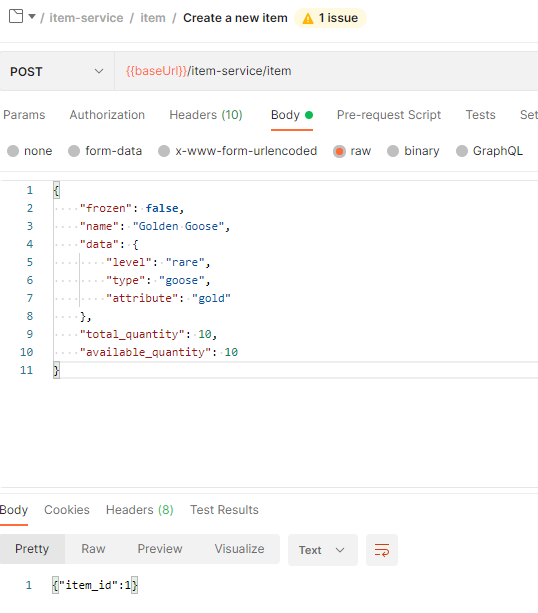 / item-service / item / Create a new item 1 issue
POST {{baseUrl}}/item-service/item
Params Authorization Headers (10) Body Pre-request Script Tests Set
none form-data x-www-form-urlencoded raw binary GraphQL
1 {
2 "frozen": false,
3 "name": "Golden Goose",
4 "data": {
5 "level": "rare",
6 "type": "goose",
7 "attribute": "gold"
8 },
9 "total_quantity": 10,
10 "available_quantity": 10
11 }
Body Cookies Headers (8) Test Results
Pretty Raw Preview Visualize Text
1 {"item_id":1}